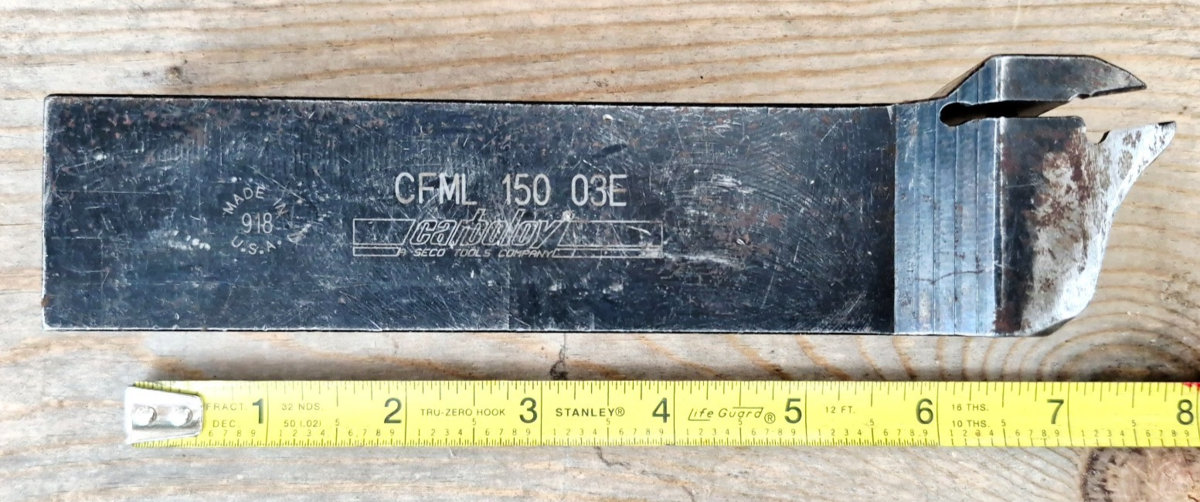 CFML 150 03E
MADE IN
918
U.S.A.
carboloy
A SECO TOOLS COMPANY
FRACT. 1 32 NDS. 2 TRU-ZERO HOOK 3 STANLEY® 4 Life Guard® 5 12 FT. 6 16 THS. 7 8
DEC. 50 (.02) 10 THS.